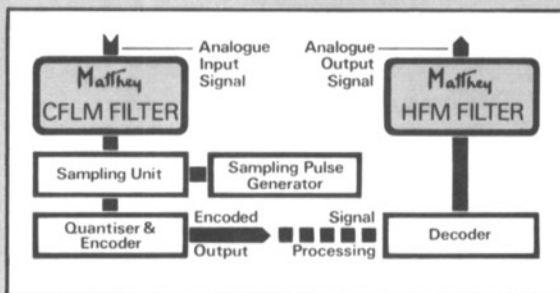 Analogue
Input
Signal
Analogue
Output
Signal
Matthey
CFLM FILTER
Matthey
HFM FILTER
Sampling Unit
Sampling Pulse
Generator
Quantiser &
Encoder
Encoded
Output
Signal
Processing
Decoder